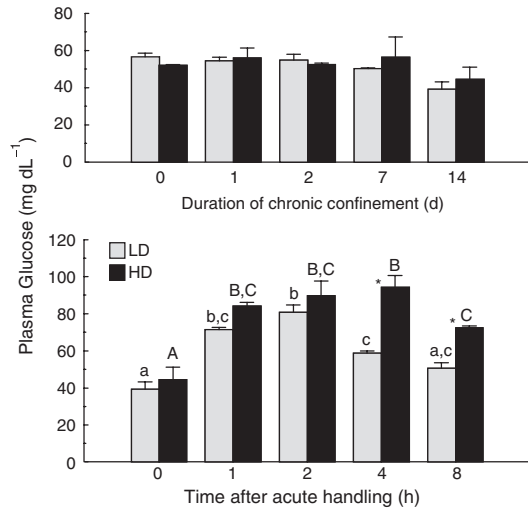 Plasma Glucose (mg dL⁻¹)
80
60
40
20
0
0 1 2 7 14
Duration of chronic confinement (d)
120
100
80
60
40
20
0
LD
HD
a A b,c B,C b B,C c * B a,c * C
0 1 2 4 8
Time after acute handling (h)